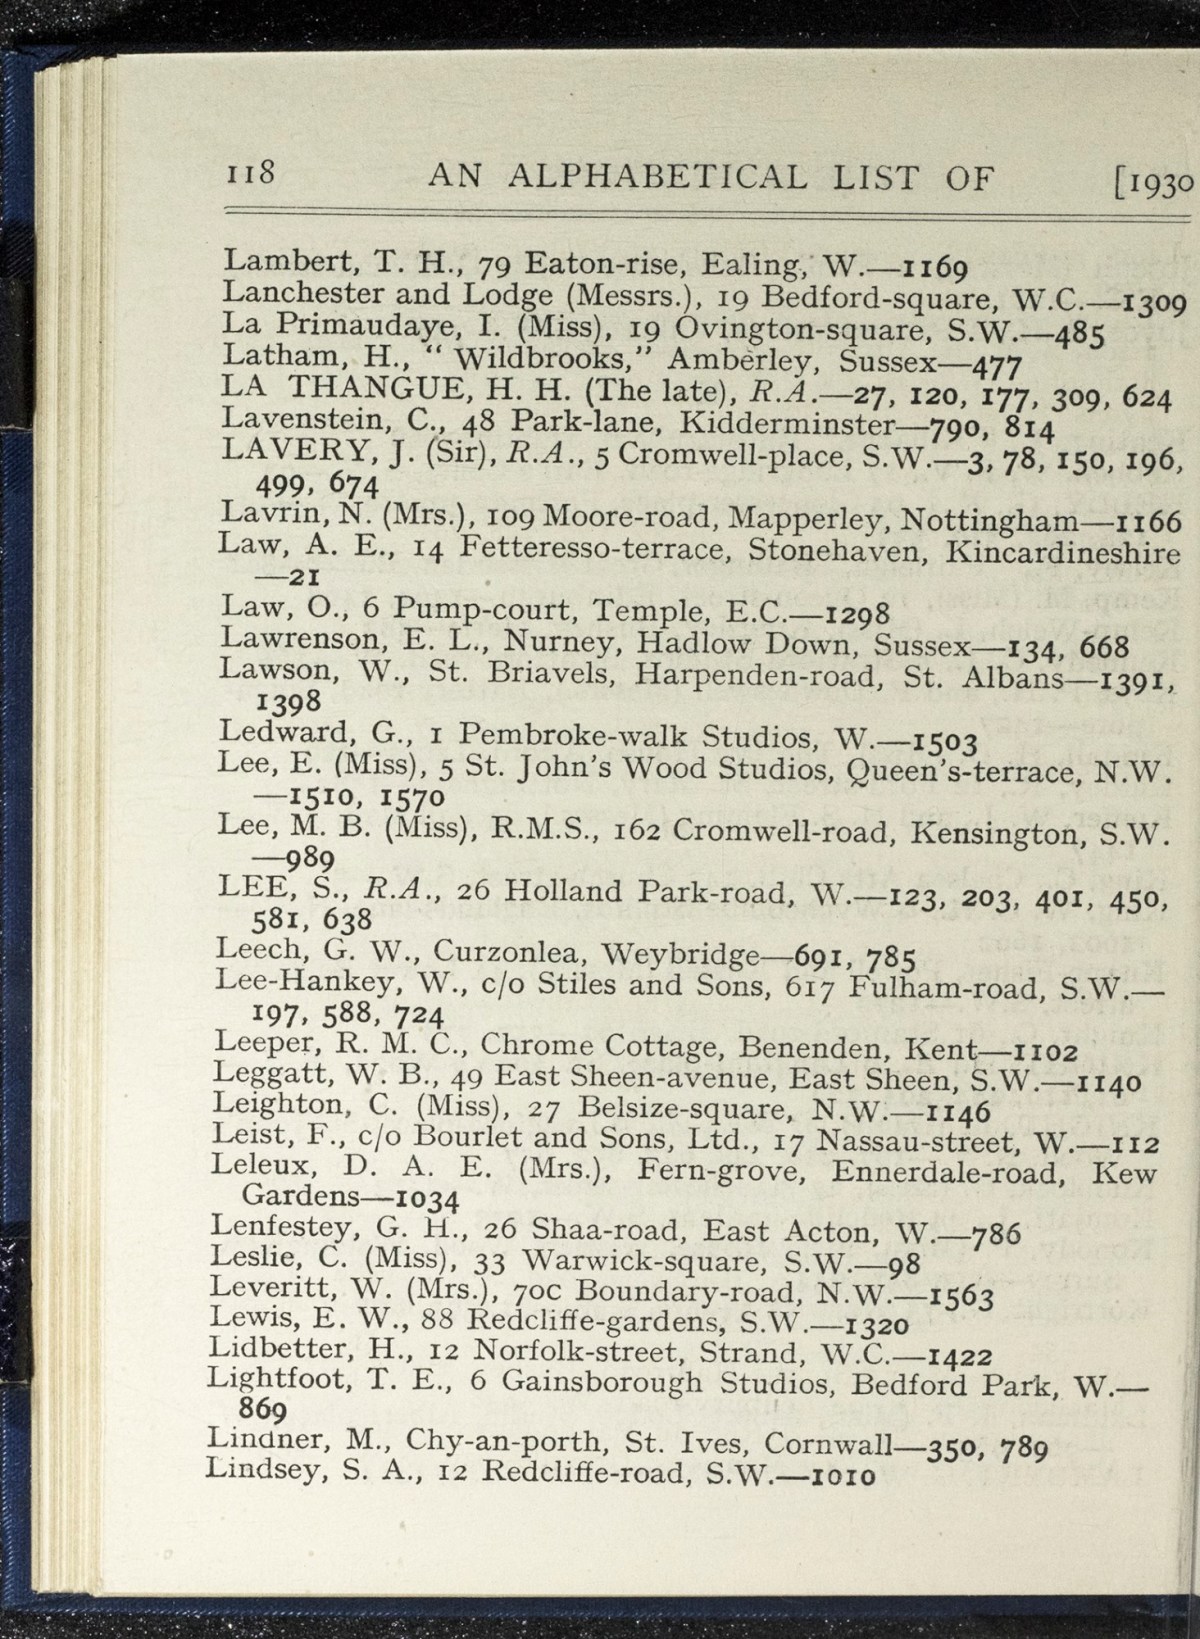 118 AN ALPHABETICAL LIST OF [1930
Lambert, T. H., 79 Eaton-rise, Ealing, W.—1169
Lanchester and Lodge (Messrs.), 19 Bedford-square, W.C.—1309
La Primaudaye, I. (Miss), 19 Ovington-square, S.W.—485
Latham, H., “ Wildbrooks,” Amberley, Sussex—477
LA THANGUE, H. H. (The late), R.A.—27, 120, 177, 309, 624
Lavenstein, C., 48 Park-lane, Kidderminster—790, 814
LAVERY, J. (Sir), R.A., 5 Cromwell-place, S.W.—3, 78, 150, 196,
499, 674
Lavrin, N. (Mrs.), 109 Moore-road, Mapperley, Nottingham—1166
Law, A. E., 14 Fetteresso-terrace, Stonehaven, Kincardineshire
—21
Law, O., 6 Pump-court, Temple, E.C.—1298
Lawrenson, E. L., Nurney, Hadlow Down, Sussex—134, 668
Lawson, W., St. Briavels, Harpenden-road, St. Albans—1391,
1398
Ledward, G., 1 Pembroke-walk Studios, W.—1503
Lee, E. (Miss), 5 St. John’s Wood Studios, Queen’s-terrace, N.W.
—1510, 1570
Lee, M. B. (Miss), R.M.S., 162 Cromwell-road, Kensington, S.W.
—989
LEE, S., R.A., 26 Holland Park-road, W.—123, 203, 401, 450,
581, 638
Leech, G. W., Curzonlea, Weybridge—691, 785
Lee-Hankey, W., c/o Stiles and Sons, 617 Fulham-road, S.W.—
197, 588, 724
Leeper, R. M. C., Chrome Cottage, Benenden, Kent—1102
Leggatt, W. B., 49 East Sheen-avenue, East Sheen, S.W.—1140
Leighton, C. (Miss), 27 Belsize-square, N.W.—1146
Leist, F., c/o Bourlet and Sons, Ltd., 17 Nassau-street, W.—112
Leleux, D. A. E. (Mrs.), Fern-grove, Ennerdale-road, Kew
Gardens—1034
Lenfestey, G. H., 26 Shaa-road, East Acton, W.—786
Leslie, C. (Miss), 33 Warwick-square, S.W.—98
Leveritt, W. (Mrs.), 70C Boundary-road, N.W.—1563
Lewis, E. W., 88 Redcliffe-gardens, S.W.—1320
Lidbetter, H., 12 Norfolk-street, Strand, W.C.—1422
Lightfoot, T. E., 6 Gainsborough Studios, Bedford Park, W.—
869
Lindner, M., Chy-an-porth, St. Ives, Cornwall—350, 789
Lindsey, S. A., 12 Redcliffe-road, S.W.—1010